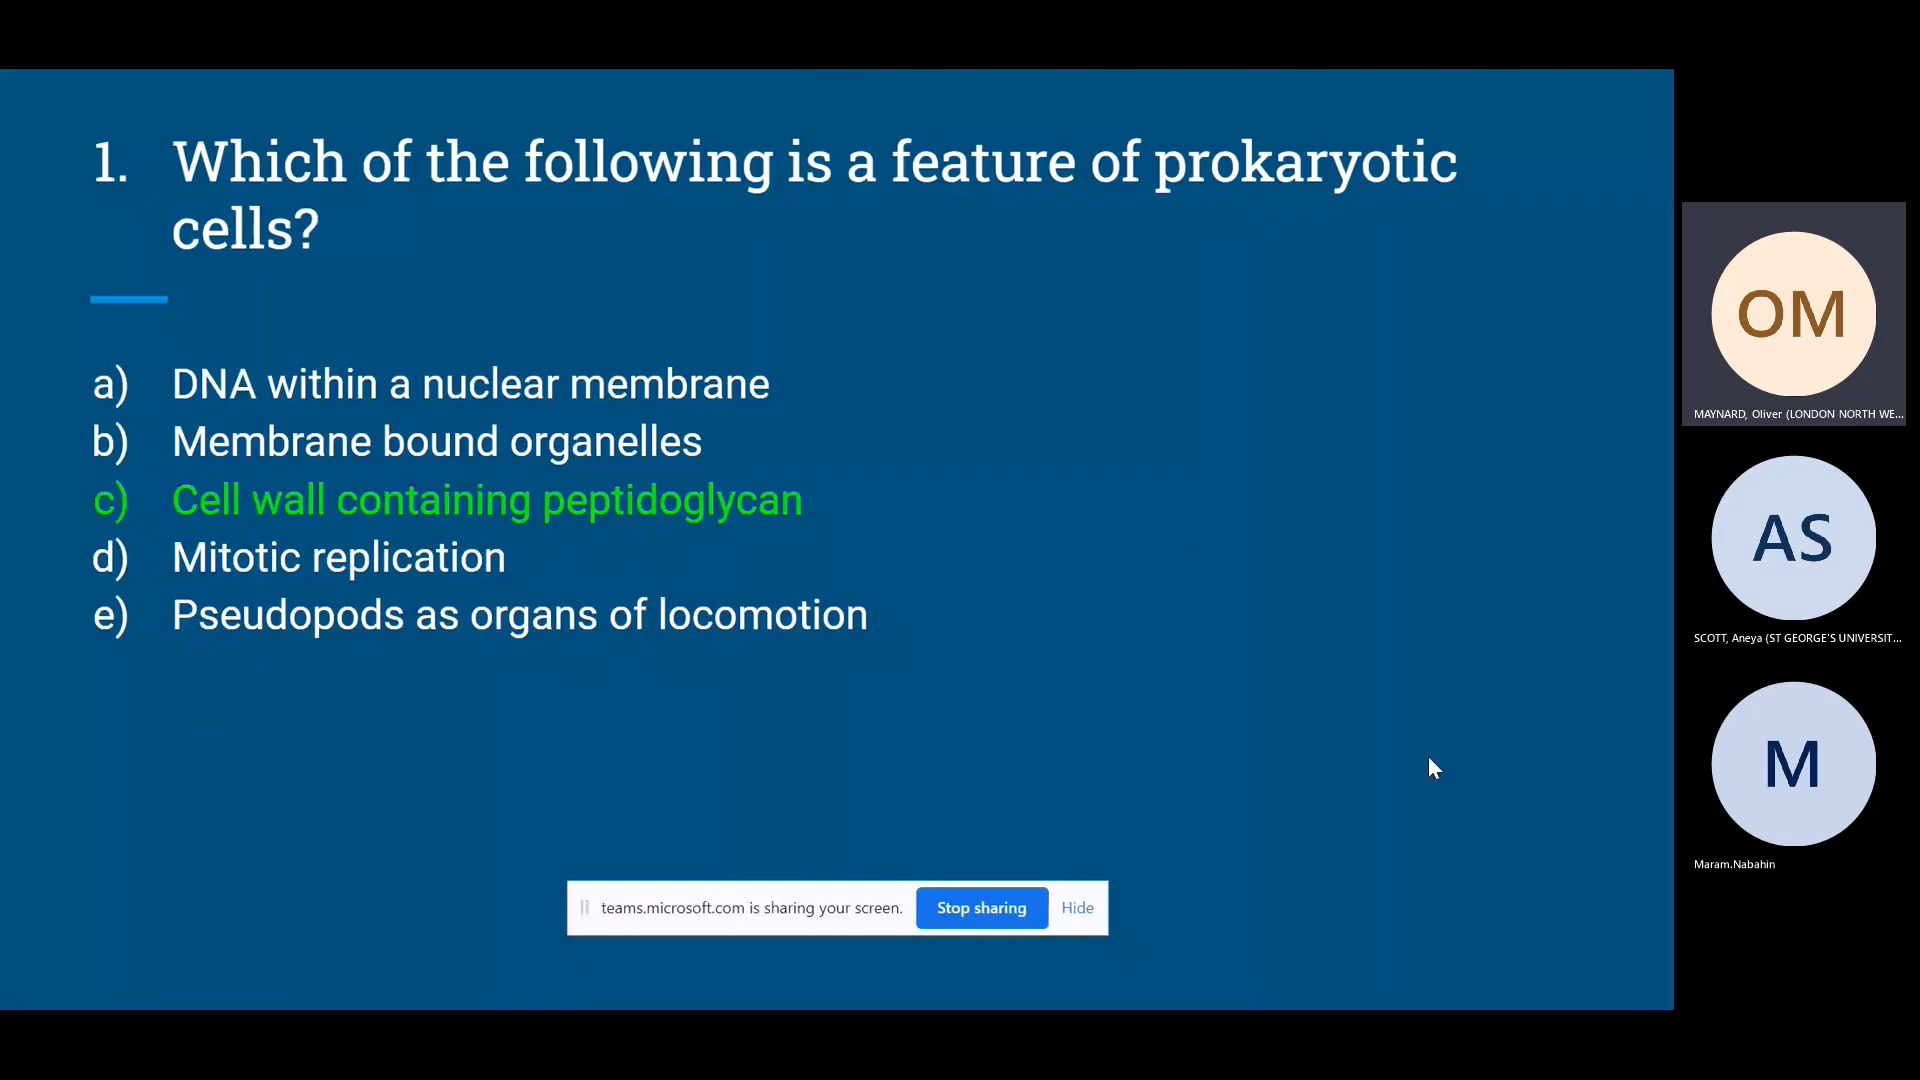 1. Which of the following is a feature of prokaryotic
cells?
a) DNA within a nuclear membrane
b) Membrane bound organelles
c) Cell wall containing peptidoglycan
d) Mitotic replication
e) Pseudopods as organs of locomotion
teams.microsoft.com is sharing your screen. Stop sharing Hide
OM
MAYNARD, Oliver (LONDON NORTH WE...
AS
SCOTT, Aneya (ST GEORGE'S UNIVERSIT...
M
Maram.Nabahin